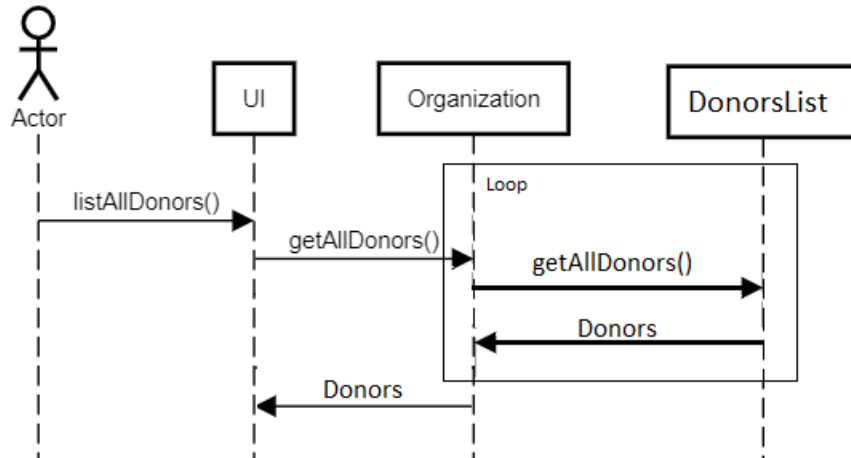 Actor
UI
Organization
DonorsList
Loop
listAllDonors()
getAllDonors()
getAllDonors()
Donors
Donors